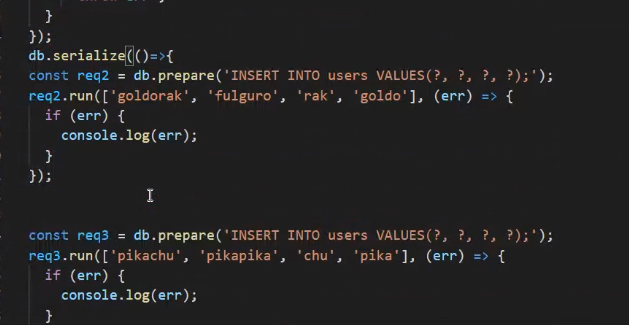 }
});
db.serialize(()=>{
const req2 = db.prepare('INSERT INTO users VALUES(?, ?, ?, ?);');
req2.run(['goldorak', 'fulguro', 'rak', 'goldo'], (err) => {
if (err) {
console.log(err);
}
});
const req3 = db.prepare('INSERT INTO users VALUES(?, ?, ?, ?);');
req3.run(['pikachu', 'pikapika', 'chu', 'pika'], (err) => {
if (err) {
console.log(err);
}